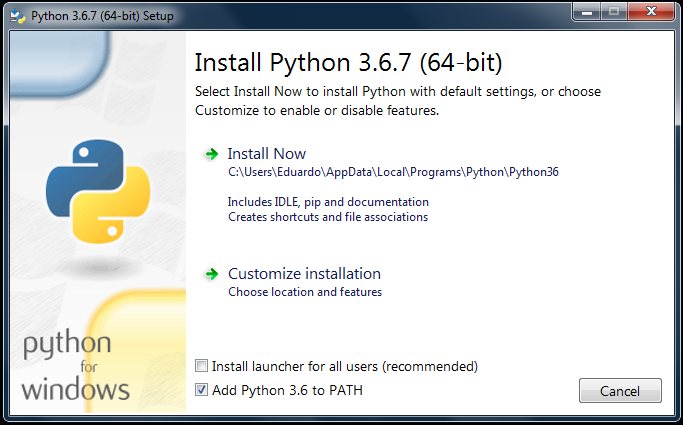 Python 3.6.7 (64-bit) Setup
Install Python 3.6.7 (64-bit)
Select Install Now to install Python with default settings, or choose
Customize to enable or disable features.
Install Now
C:\Users\Eduardo\AppData\Local\Programs\Python\Python36
Includes IDLE, pip and documentation
Creates shortcuts and file associations
Customize installation
Choose location and features
python
for
windows
Install launcher for all users (recommended)
Add Python 3.6 to PATH
Cancel